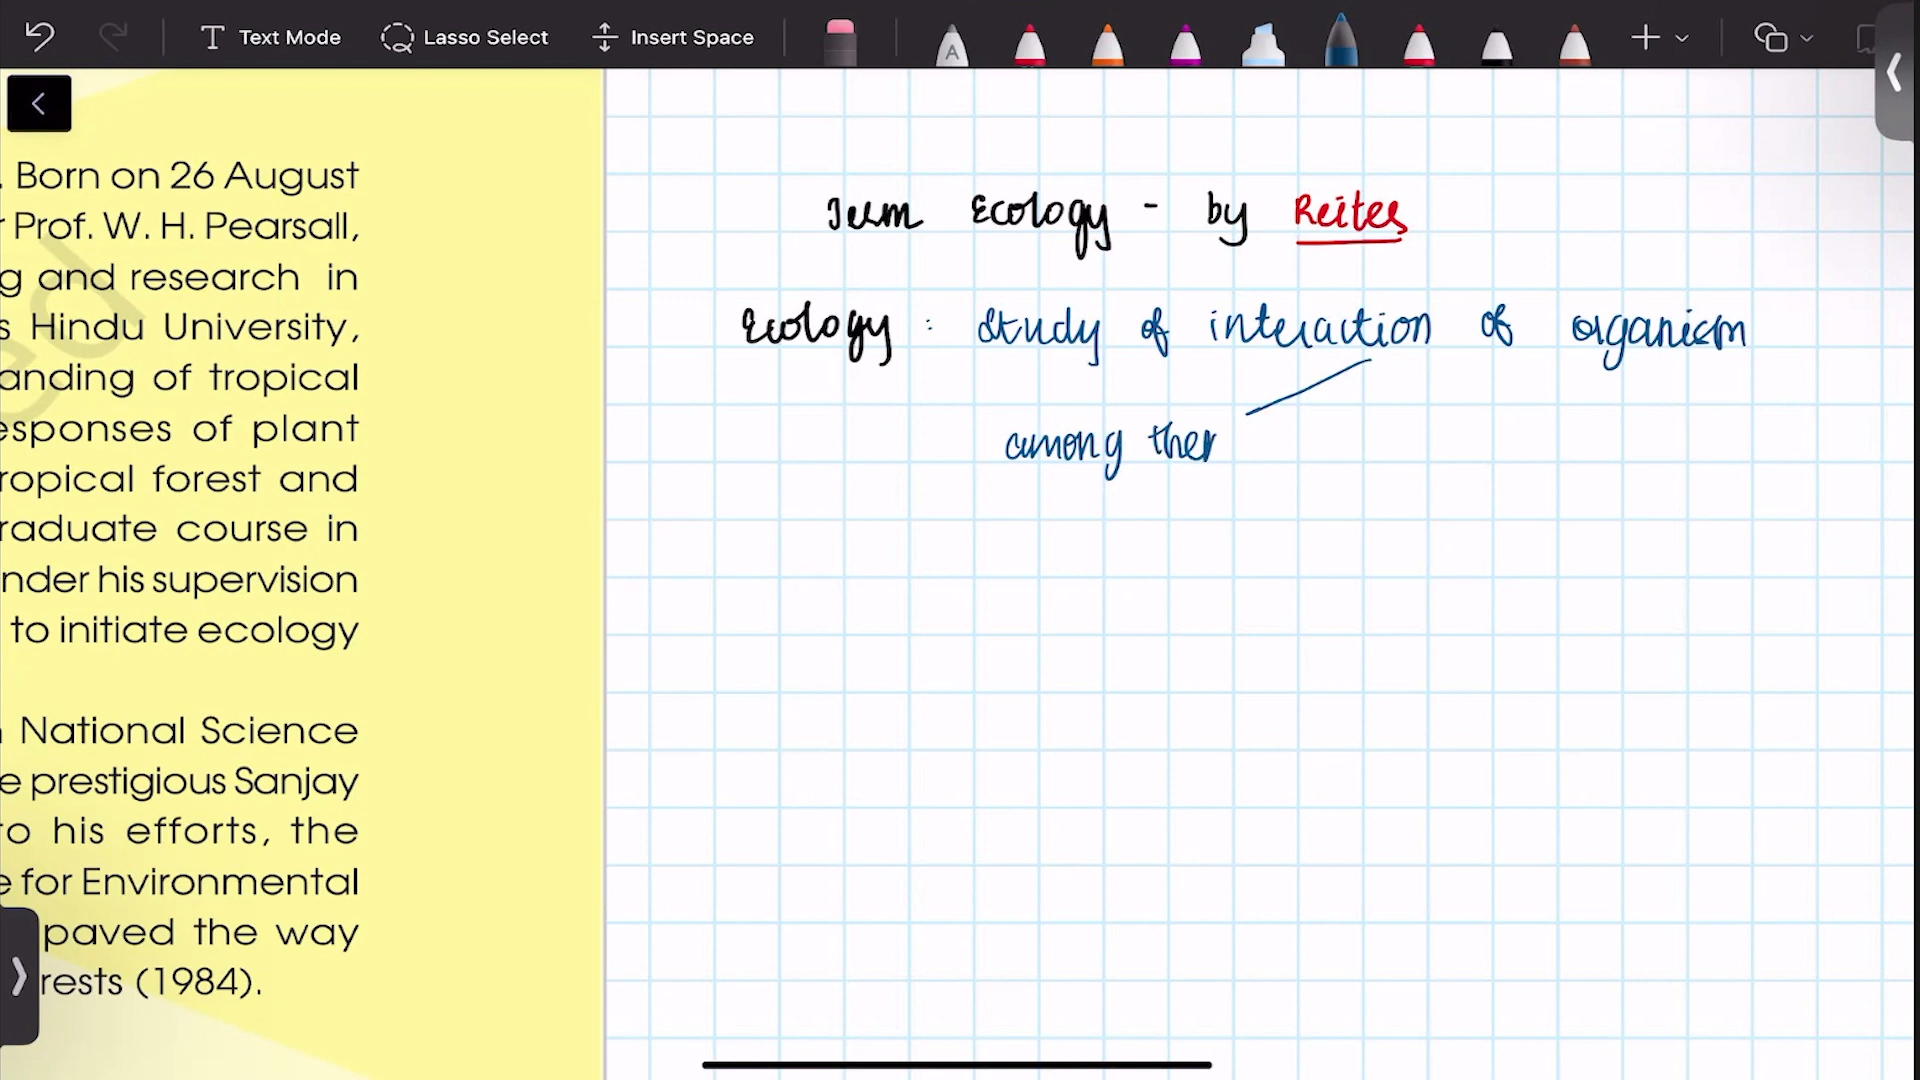 Text Mode Lasso Select Insert Space
A
. Born on 26 August
r Prof. W. H. Pearsall,
g and research in
s Hindu University,
anding of tropical
esponses of plant
ropical forest and
raduate course in
nder his supervision
to initiate ecology
National Science
e prestigious Sanjay
to his efforts, the
e for Environmental
paved the way
rests (1984).
Term Ecology - by Reiter
Ecology : Study of interaction of organism
among ther